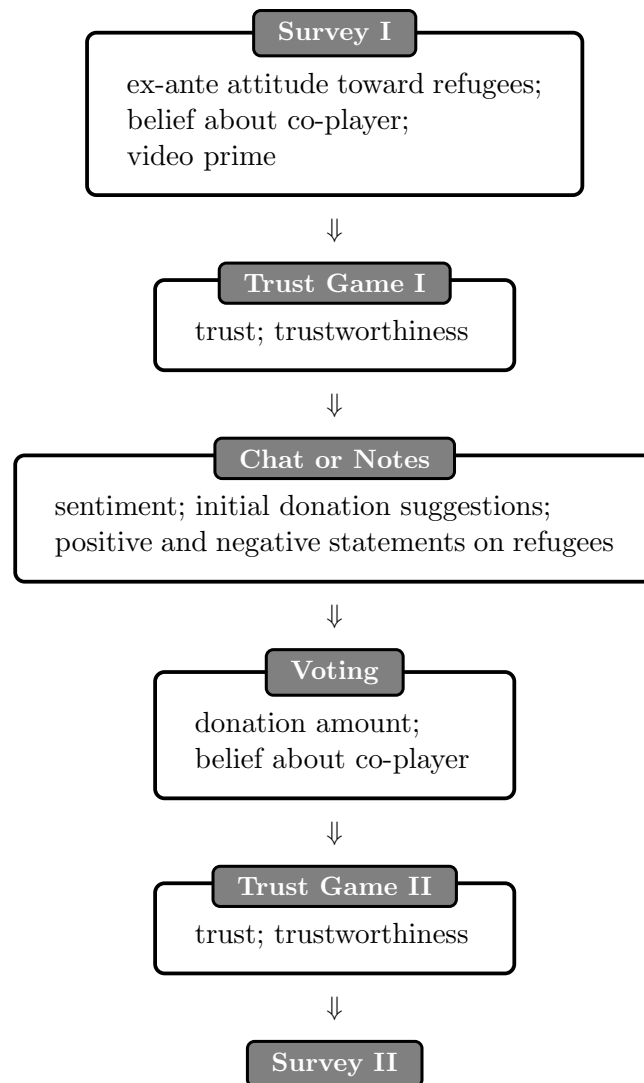 Survey I
ex-ante attitude toward refugees;
belief about co-player;
video prime
⇓
Trust Game I
trust; trustworthiness
⇓
Chat or Notes
sentiment; initial donation suggestions;
positive and negative statements on refugees
⇓
Voting
donation amount;
belief about co-player
⇓
Trust Game II
trust; trustworthiness
⇓
Survey II